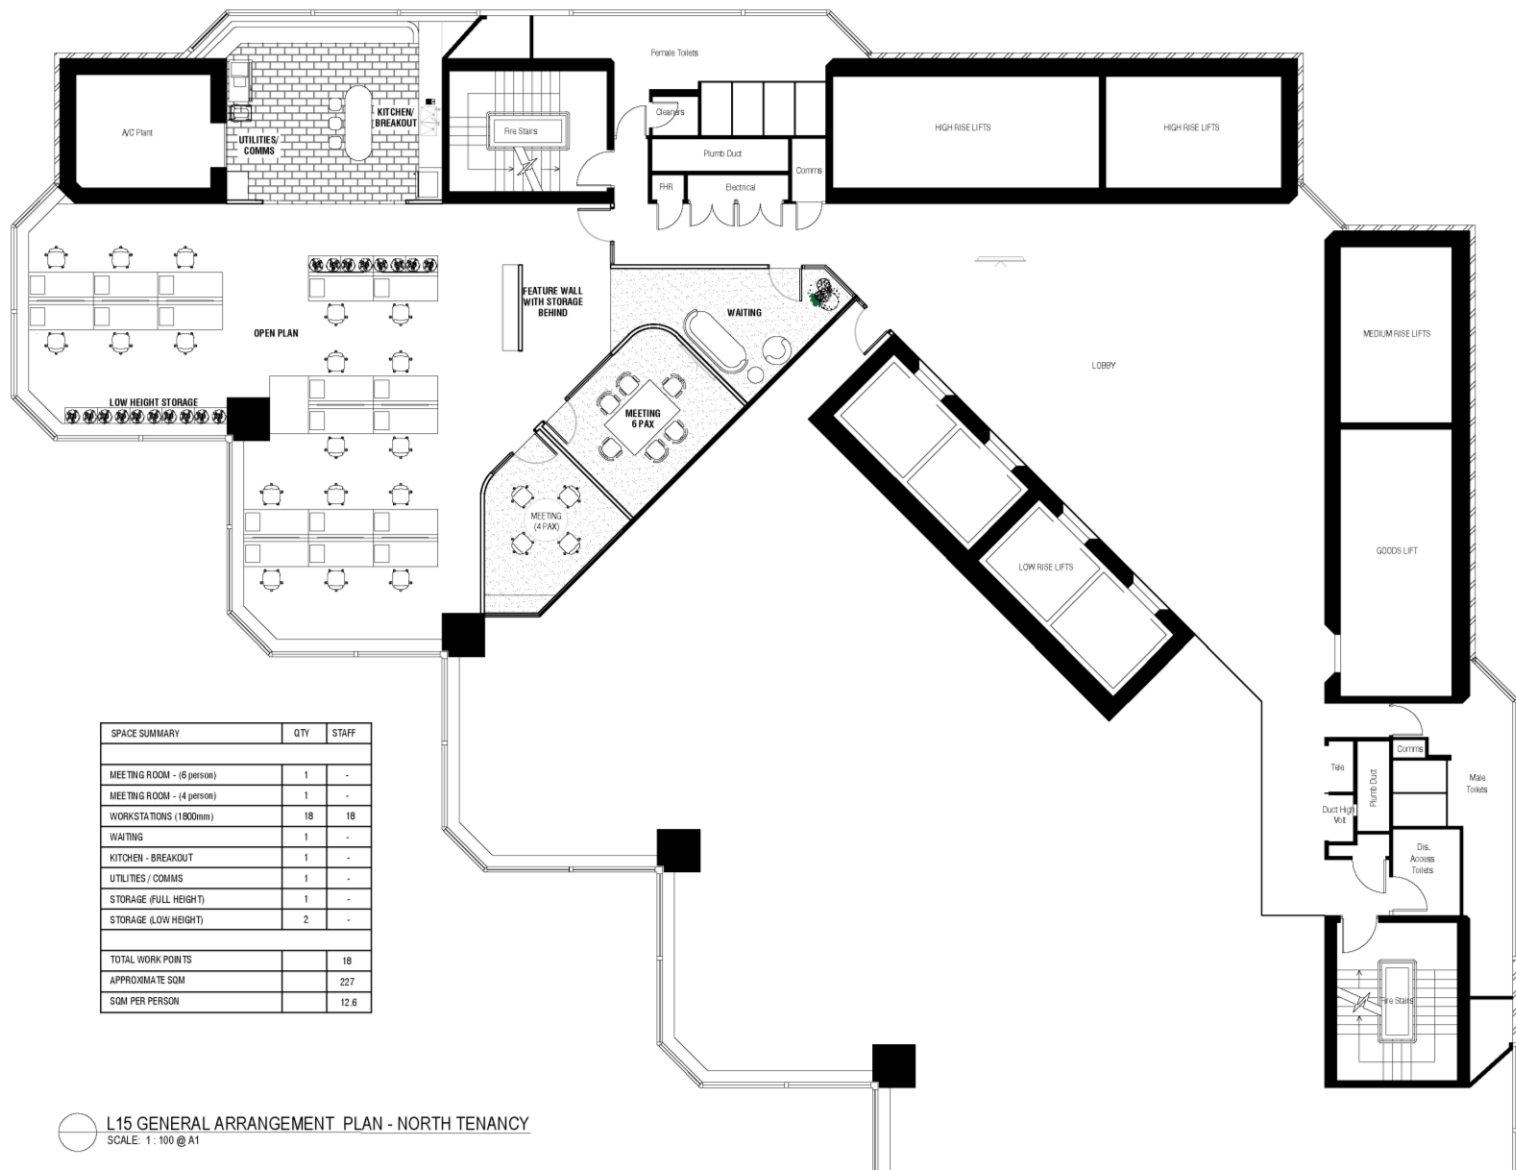 Female Toilets
Cleaners
A/C Plant
KITCHEN/
BREAKOUT
UTILITIES/
COMMS
Fire Stairs
HIGH RISE LIFTS
HIGH RISE LIFTS
Plumb Duct
Comms
FHR
Electrical
FEATURE WALL
WITH STORAGE
BEHIND
WAITING
OPEN PLAN
MEDIUM RISE LIFTS
LOBBY
LOW HEIGHT STORAGE
MEETING
6 PAX
MEETING
(4 PAX)
GOODS LIFT
LOW RISE LIFTS
SPACE SUMMARY QTY STAFF
MEETING ROOM - (6 person) 1 -
MEETING ROOM - (4 person) 1 -
WORKSTATIONS (1800mm) 18 18
WAITING 1 -
KITCHEN - BREAKOUT 1 -
UTILITIES / COMMS 1 -
STORAGE (FULL HEIGHT) 1 -
STORAGE (LOW HEIGHT) 2 -
TOTAL WORK POINTS 18
APPROXIMATE SQM 227
SQM PER PERSON 12.6
Comms
Tele
Plumb Duct
Male
Toilets
Duct High
Volt
Dis.
Access
Toilets
Fire Stairs
L15 GENERAL ARRANGEMENT PLAN - NORTH TENANCY
SCALE: 1 : 100 @ A1